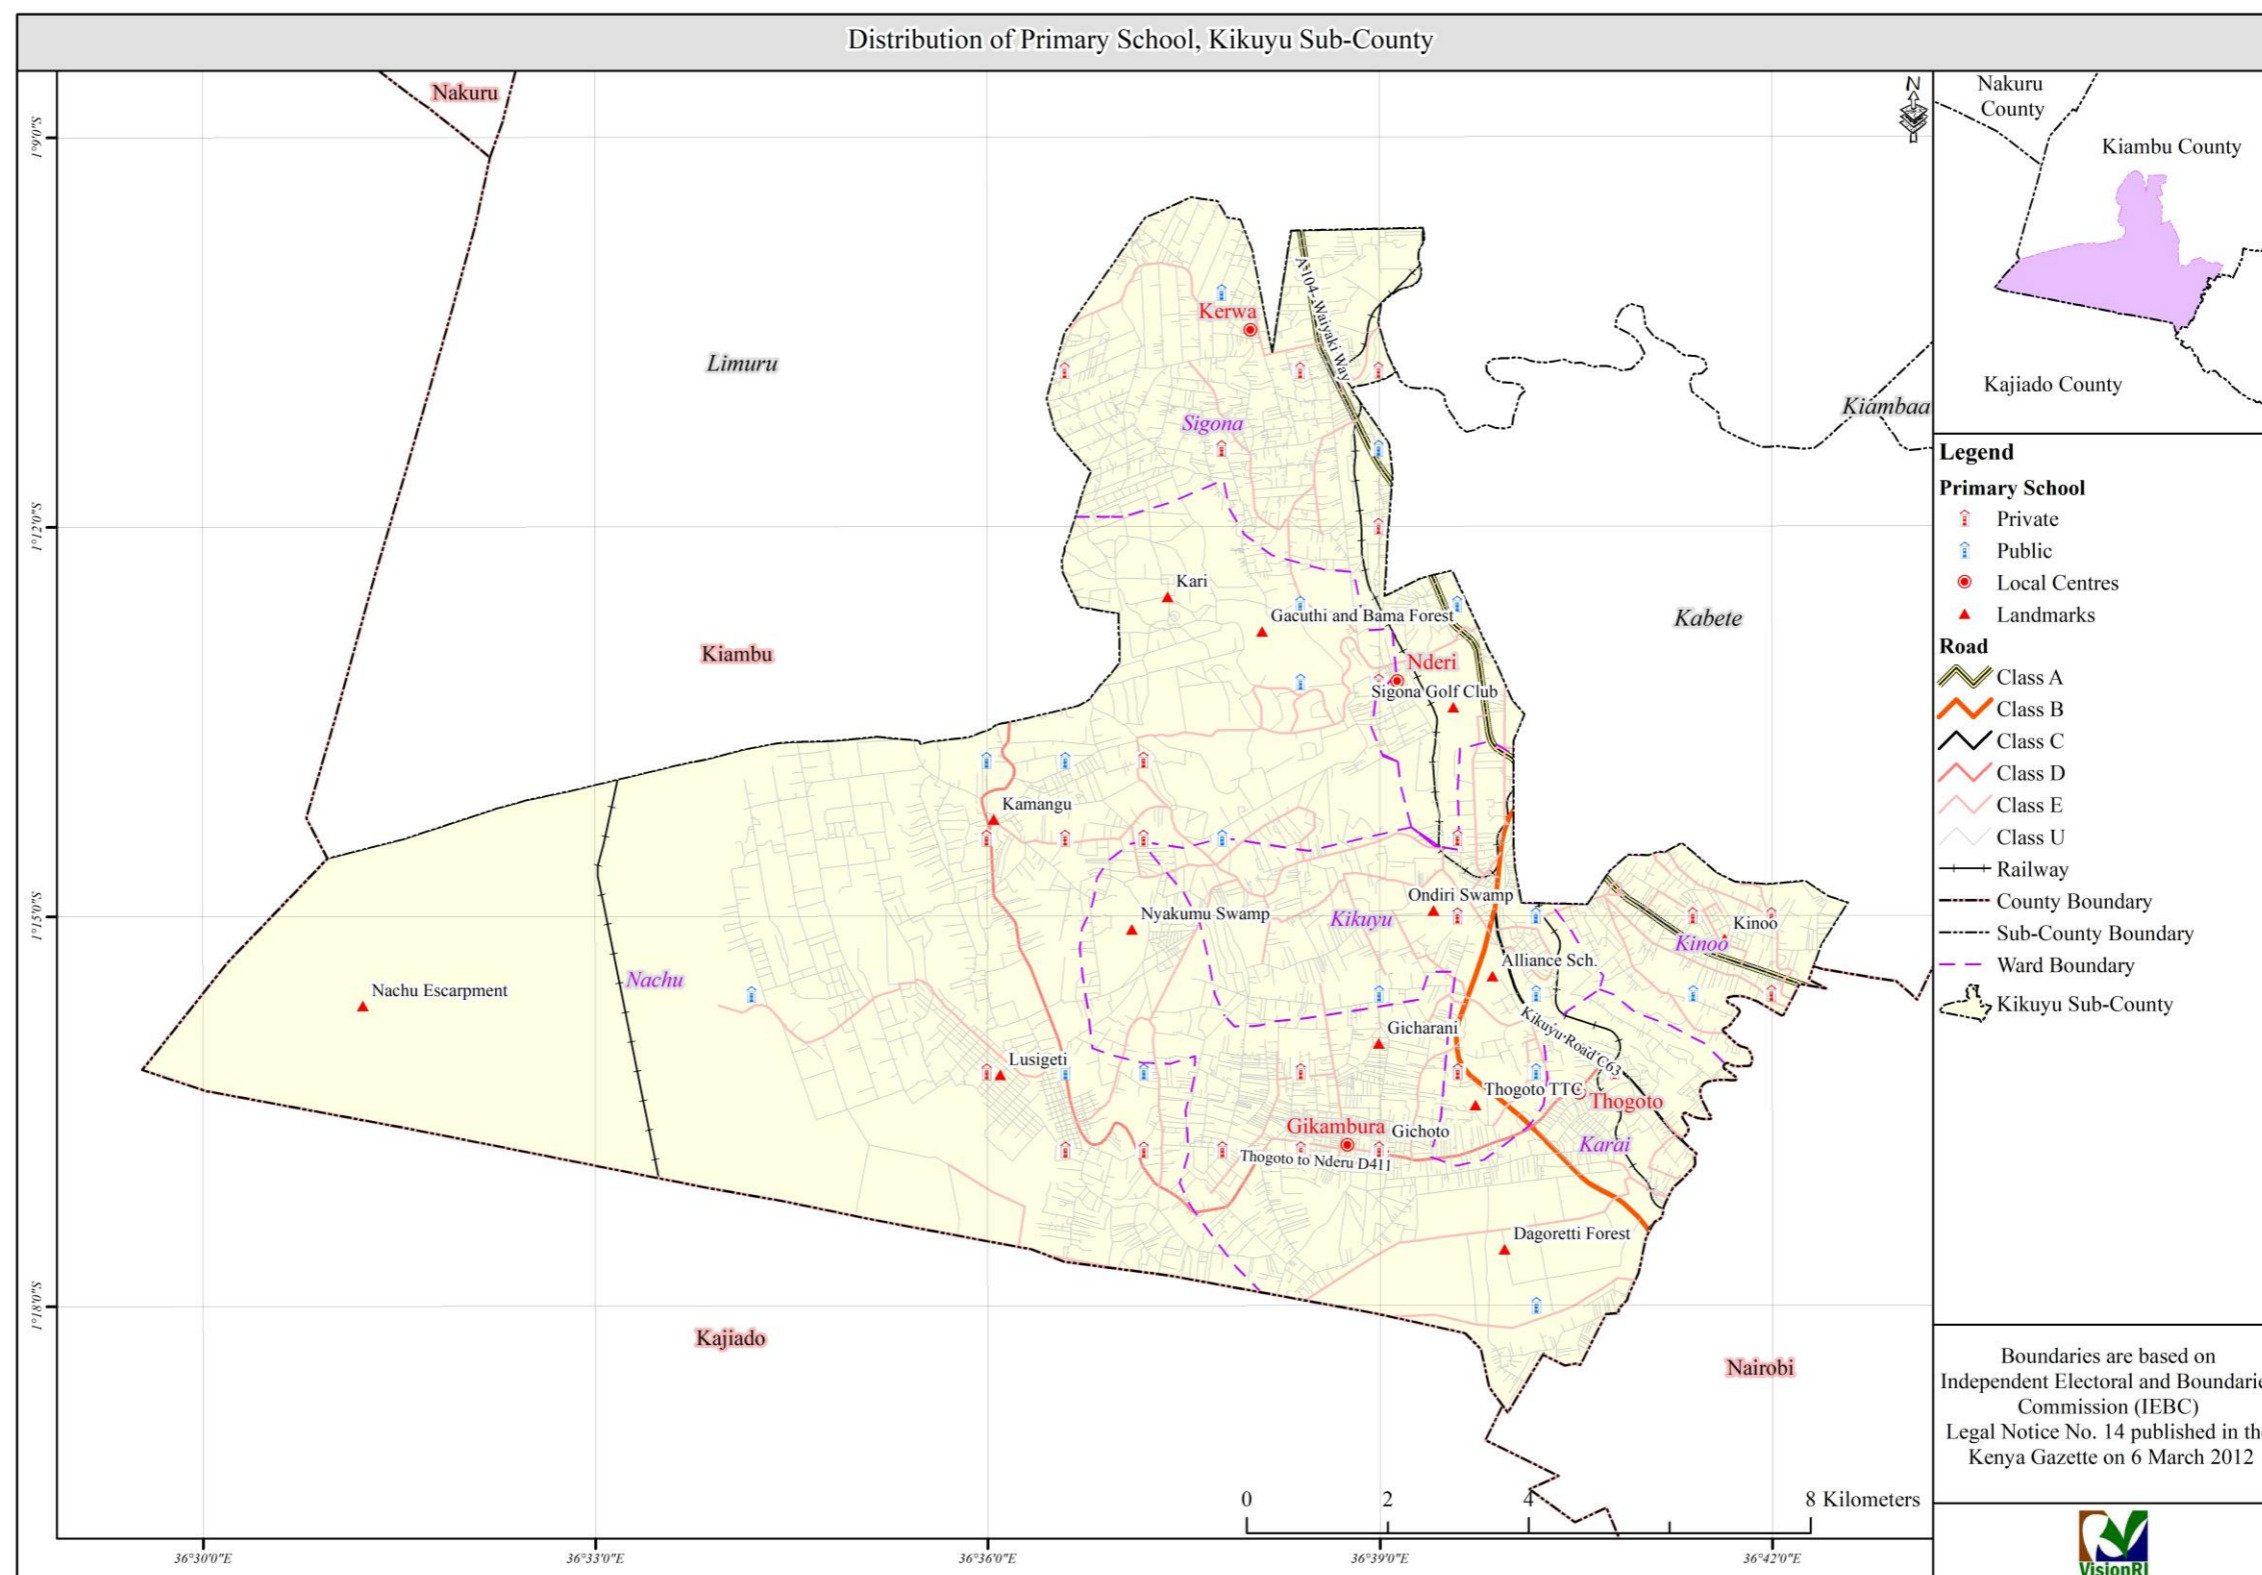 Distribution of Primary School, Kikuyu Sub-County
Nakuru
N
1°9'0"S
Kerwa
A-104- Waiyaki Way
Limuru
Kiambaa
Sigona
1°12'0"S
Kari
Gacuthi and Bama Forest
Kabete
Kiambu
Nderi
Sigona Golf Club
Kamangu
Ondiri Swamp
1°15'0"S
Nyakumu Swamp
Kikuyu
Kinoo
Kinoo
Alliance Sch.
Nachu
Nachu Escarpment
Kikuyu Road C63
Gicharani
Lusigeti
Thogoto TTC
Thogoto
Gikambura
Gichoto
Karai
Thogoto to Nderu D411
Dagoretti Forest
1°18'0"S
Kajiado
Nairobi
0 2 4 8 Kilometers
36°30'0"E 36°33'0"E 36°36'0"E 36°39'0"E 36°42'0"E
Nakuru
County
Kiambu County
Kajiado County
Legend
Primary School
Private
Public
Local Centres
Landmarks
Road
Class A
Class B
Class C
Class D
Class E
Class U
Railway
County Boundary
Sub-County Boundary
Ward Boundary
Kikuyu Sub-County
Boundaries are based on
Independent Electoral and Boundarie
Commission (IEBC)
Legal Notice No. 14 published in the
Kenya Gazette on 6 March 2012
VisionRI